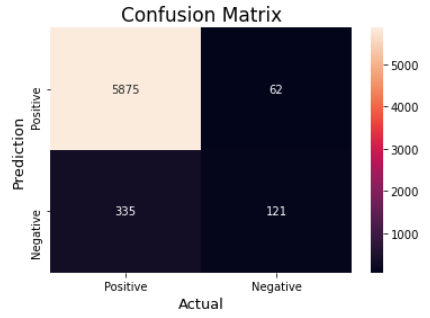 Confusion Matrix
Prediction
Positive
Negative
5875 62
335 121
Positive Negative
Actual
5000
4000
3000
2000
1000